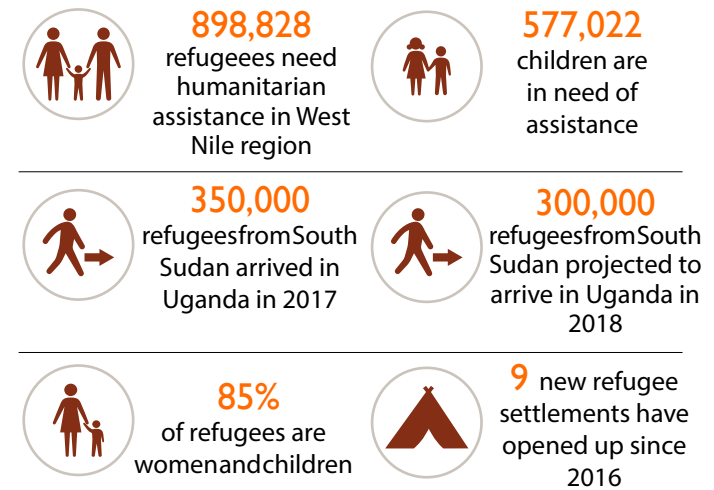 898,828
refugeees need
humanitarian
assistance in West
Nile region
577,022
children are
in need of
assistance
350,000
refugeesfromSouth
Sudan arrived in
Uganda in 2017
300,000
refugeesfromSouth
Sudan projected to
arrive in Uganda in
2018
85%
of refugees are
womenandchildren
9 new refugee
settlements have
opened up since
2016